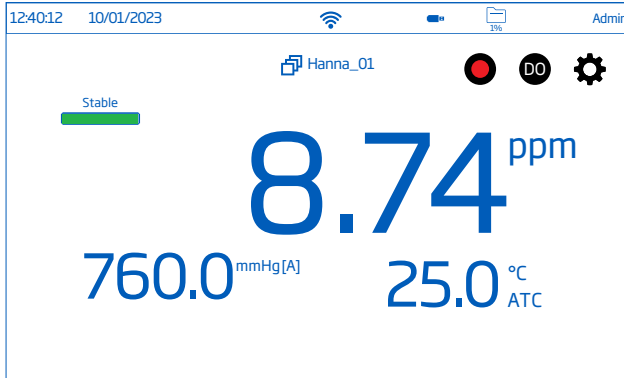 12:40:12 10/01/2023 1% Admin
Hanna_01
DO
Stable
8.74 ppm
760.0 mmHg[A] 25.0 °C
ATC